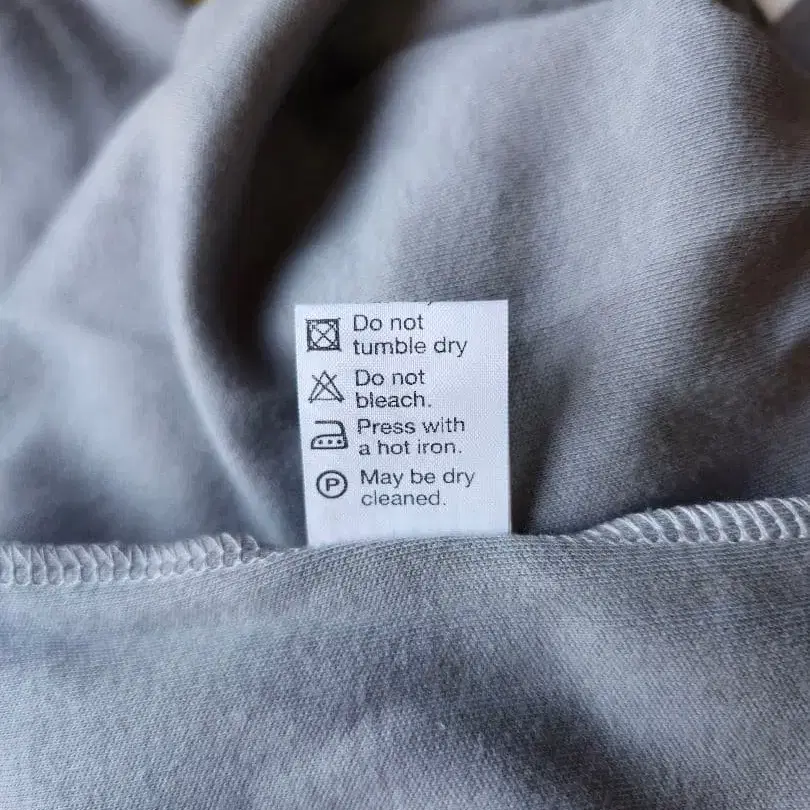 Do not
tumble dry
Do not
bleach.
Press with
a hot iron.
P May be dry
cleaned.